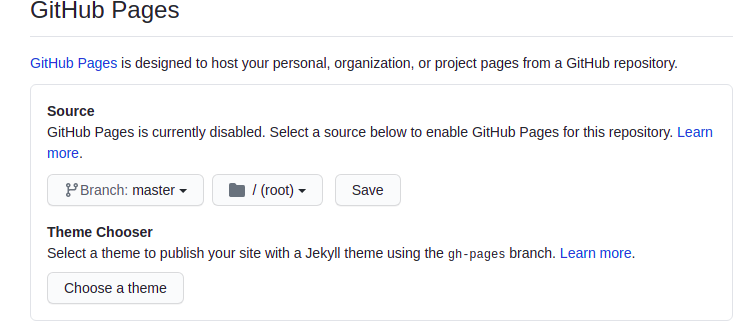 GitHub Pages
GitHub Pages is designed to host your personal, organization, or project pages from a GitHub repository.
Source
GitHub Pages is currently disabled. Select a source below to enable GitHub Pages for this repository. Learn
more.
Branch: master / (root) Save
Theme Chooser
Select a theme to publish your site with a Jekyll theme using the gh-pages branch. Learn more.
Choose a theme